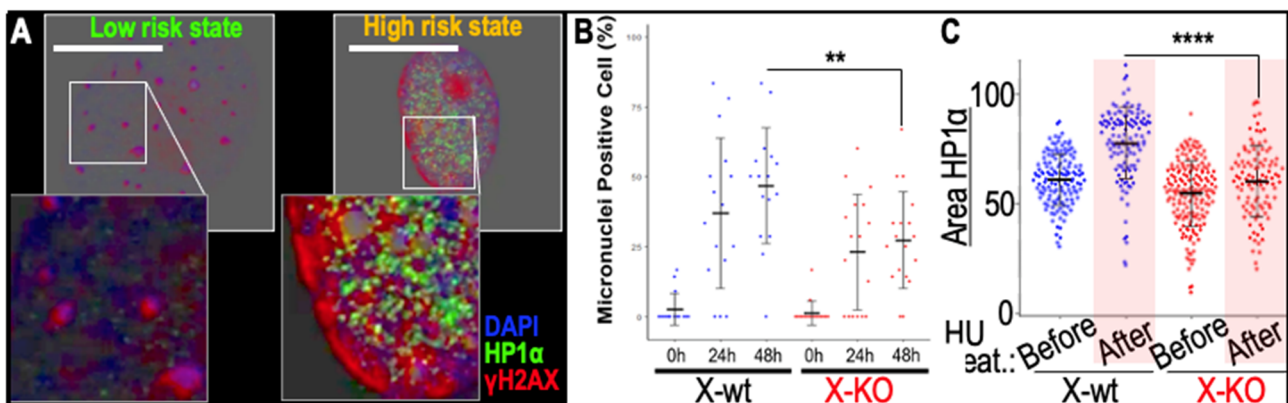 A
Low risk state
High risk state
DAPI
HP1α
γH2AX
B
Micronuclei Positive Cell (%)
100
75
50
25
0
**
0h 24h 48h 0h 24h 48h
X-wt X-KO
C
Area HP1α
100
50
0
****
HU
eat.: Before After Before After
X-wt X-KO